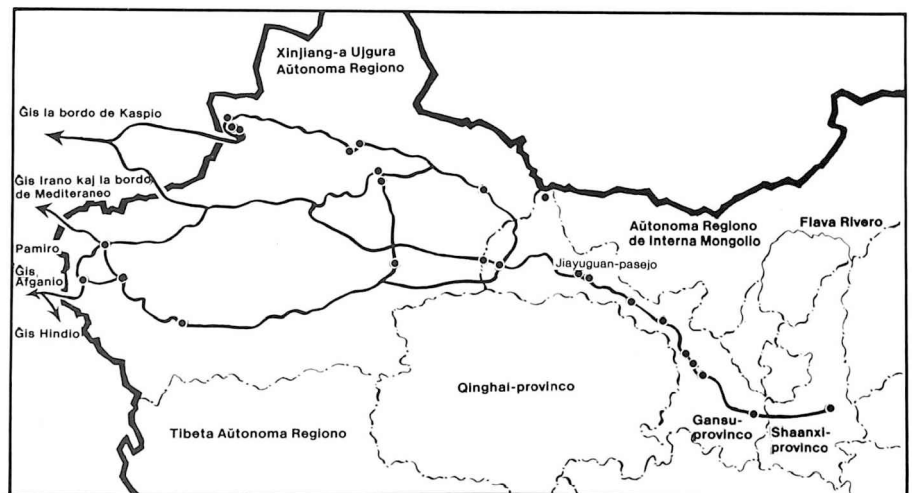 Xinjiang-a Ujgura
Aŭtonoma Regiono
Ĝis la bordo de Kaspio
Ĝis Irano kaj la bordo
de Mediteraneo
Pamiro
Ĝis
Afganio
Ĝis Hindio
Aŭtonoma Regiono
de Interna Mongolio
Flava Rivero
Jiayuguan-pasejo
Qinghai-provinco
Tibeta Aŭtonoma Regiono
Gansu-
provinco
Shaanxi-
provinco